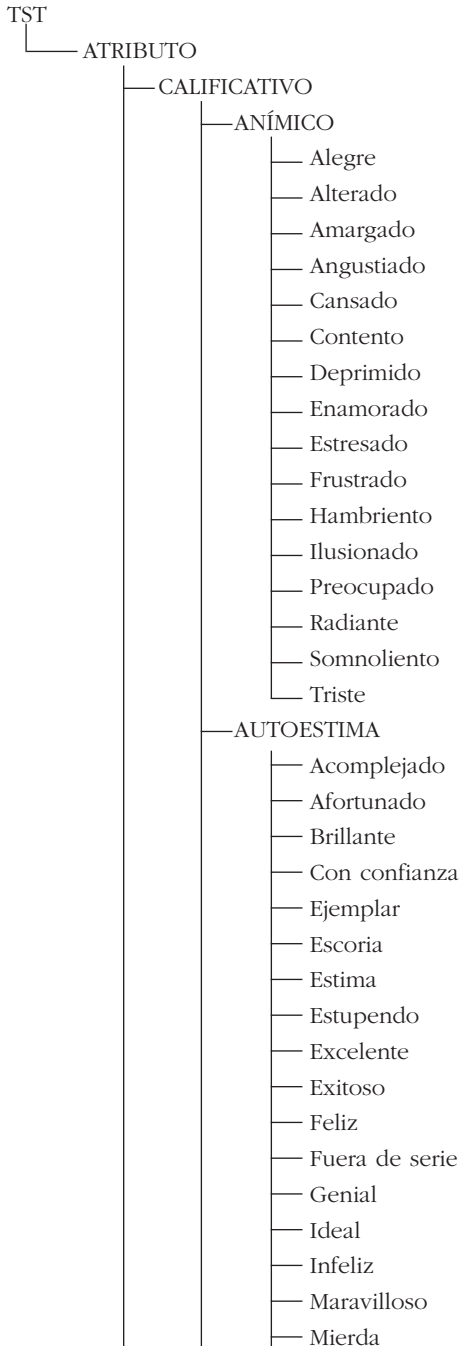 TST
ATRIBUTO
CALIFICATIVO
ANÍMICO
Alegre
Alterado
Amargado
Angustiado
Cansado
Contento
Deprimido
Enamorado
Estresado
Frustrado
Hambriento
Ilusionado
Preocupado
Radiante
Somnoliento
Triste
AUTOESTIMA
Acomplejado
Afortunado
Brillante
Con confianza
Ejemplar
Escoria
Estima
Estupendo
Excelente
Exitoso
Feliz
Fuera de serie
Genial
Ideal
Infeliz
Maravilloso
Mierda